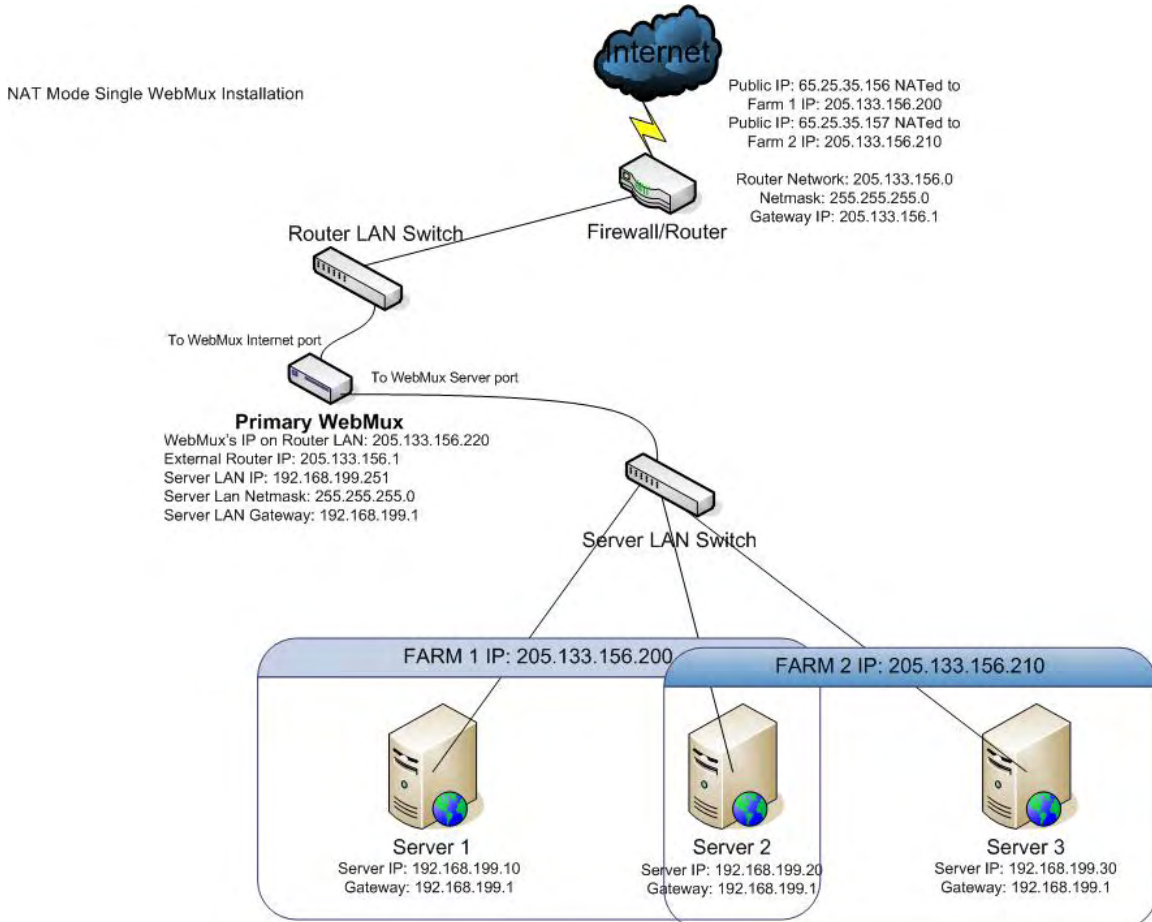 Internet
NAT Mode Single WebMux Installation
Public IP: 65.25.35.156 NATed to
Farm 1 IP: 205.133.156.200
Public IP: 65.25.35.157 NATed to
Farm 2 IP: 205.133.156.210
Router Network: 205.133.156.0
Netmask: 255.255.255.0
Gateway IP: 205.133.156.1
Firewall/Router
Router LAN Switch
To WebMux Internet port
To WebMux Server port
Primary WebMux
WebMux's IP on Router LAN: 205.133.156.220
External Router IP: 205.133.156.1
Server LAN IP: 192.168.199.251
Server Lan Netmask: 255.255.255.0
Server LAN Gateway: 192.168.199.1
Server LAN Switch
FARM 1 IP: 205.133.156.200
FARM 2 IP: 205.133.156.210
Server 1
Server IP: 192.168.199.10
Gateway: 192.168.199.1
Server 2
Server IP: 192.168.199.20
Gateway: 192.168.199.1
Server 3
Server IP: 192.168.199.30
Gateway: 192.168.199.1